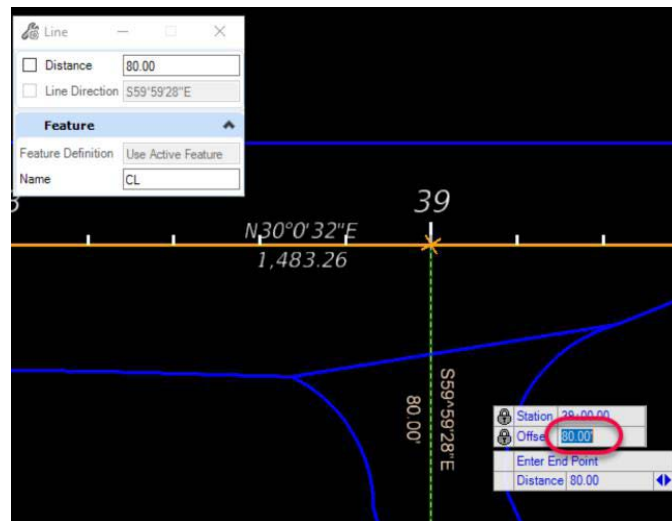 Line
Distance 80.00
Line Direction S59°59'28"E
Feature
Feature Definition Use Active Feature
Name CL
39
N30°0'32"E
1,483.26
S59^59'28"E
80.00'
Station 39+00.00
Offse 80.00'
Enter End Point
Distance 80.00